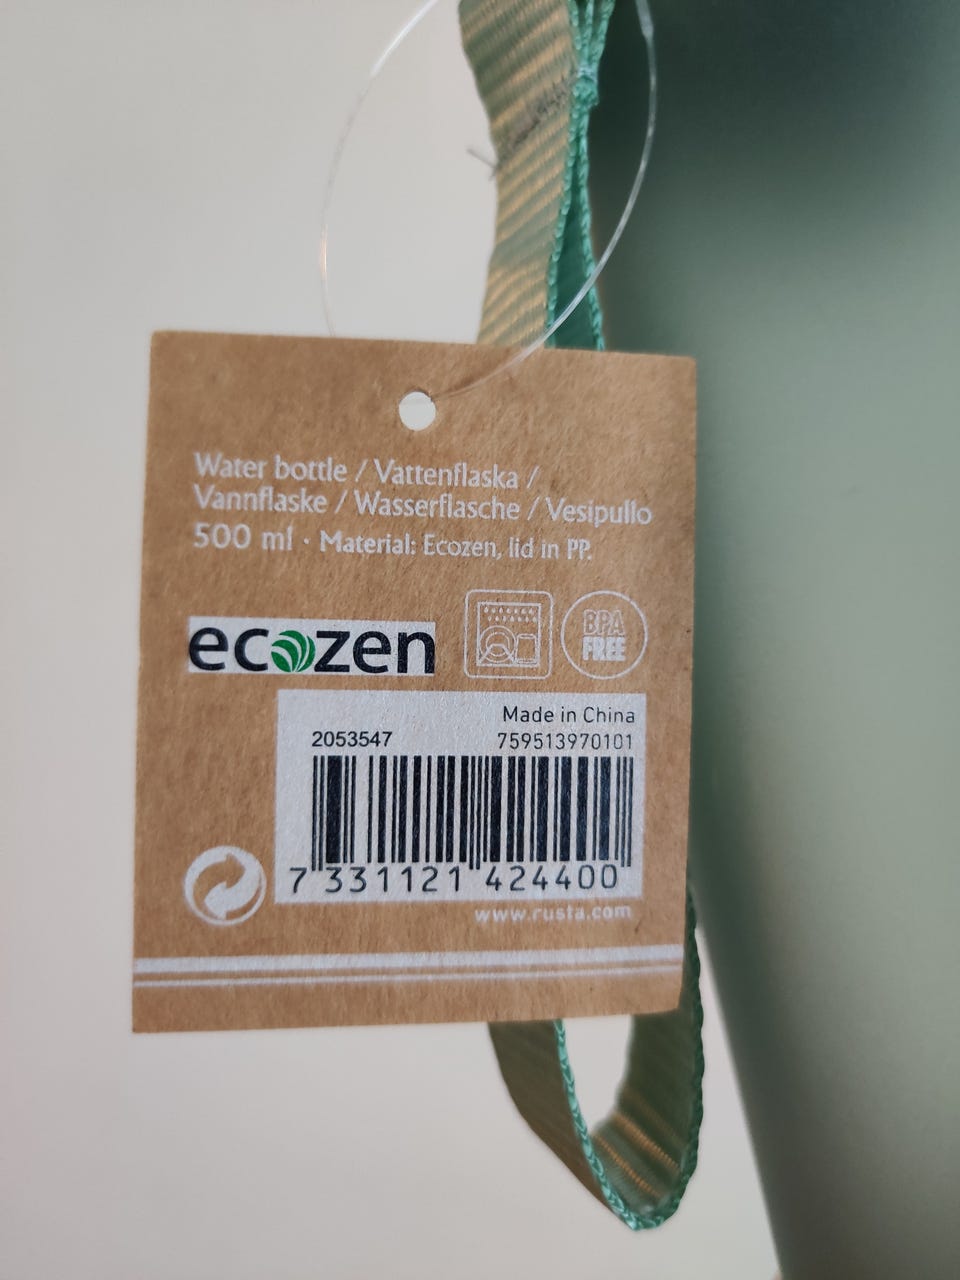 Water bottle / Vattenflaska /
Vannflaske / Wasserflasche / Vesipullo
500 ml · Material: Ecozen, lid in PP.
ecozen
BPA
FREE
Made in China
2053547 759513970101
7 331121 424400
www.rusta.com